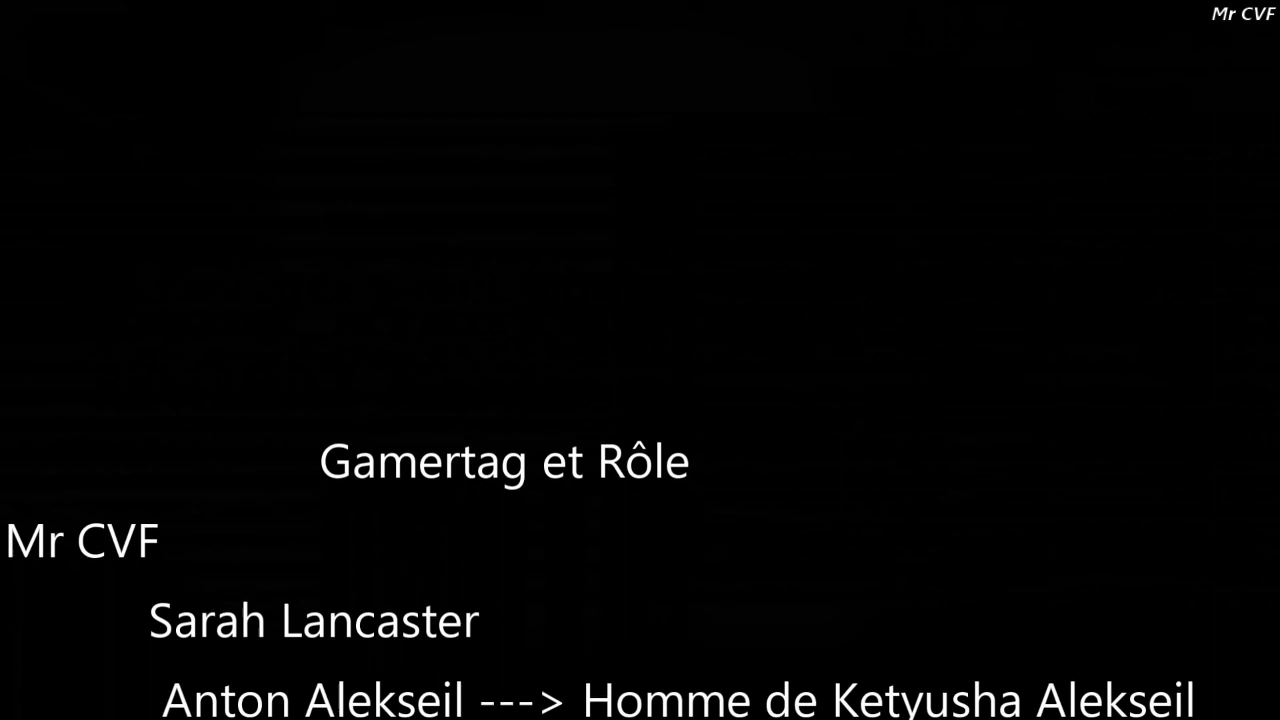 Mr CVF
Gamertag et Rôle
Mr CVF
Sarah Lancaster
Anton Alekseil ---> Homme de Ketyusha Alekseil